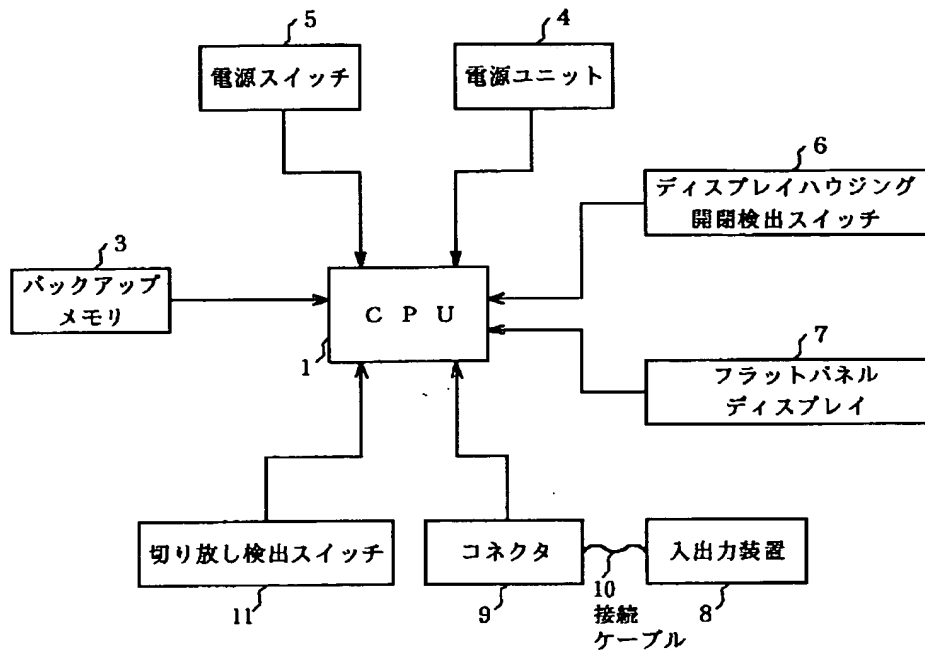 5
電源スイッチ
4
電源ユニット
6
ディスプレイハウジング
開閉検出スイッチ
3
バックアップ
メモリ
CPU
1
7
フラットパネル
ディスプレイ
切り放し検出スイッチ
11
コネクタ
9
10
接続
ケーブル
入出力装置
8